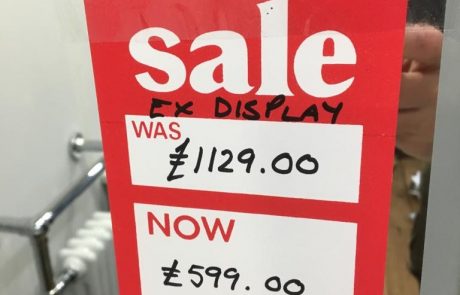 sale
EX DISPLAY
WAS
£1129.00
NOW
£599.00